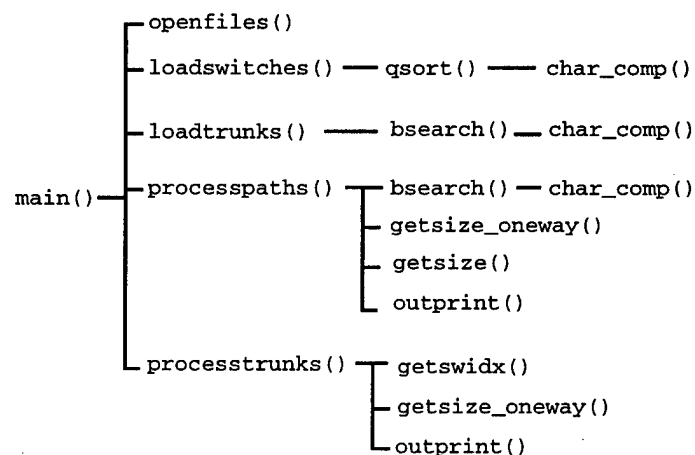 openfiles()
loadswitches() qsort() char_comp()
loadtrunks() bsearch() char_comp()
main() processpaths() bsearch() char_comp()
getsize_oneway()
getsize()
outprint()
processtrunks() getswidx()
getsize_oneway()
outprint()